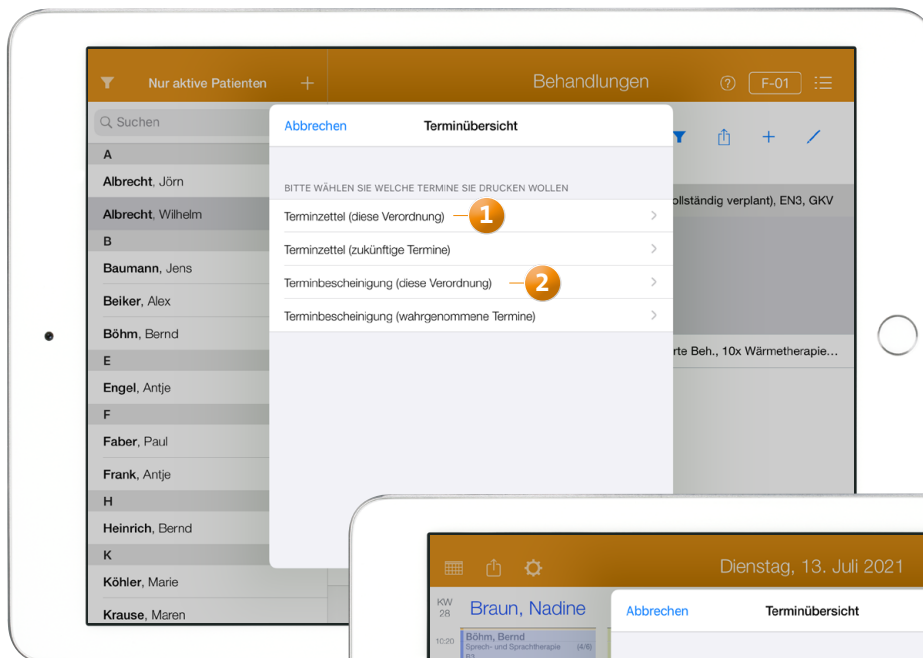 Nur aktive Patienten
Behandlungen
F-01
Suchen
A
Albrecht, Jörn
Albrecht, Wilhelm
B
Baumann, Jens
Beiker, Alex
Böhm, Bernd
E
Engel, Antje
F
Faber, Paul
Frank, Antje
H
Heinrich, Bernd
K
Köhler, Marie
Krause, Maren
Abbrechen
Terminübersicht
BITTE WÄHLEN SIE WELCHE TERMINE SIE DRUCKEN WOLLEN
Terminzettel (diese Verordnung)
1
Terminzettel (zukünftige Termine)
Terminbescheinigung (diese Verordnung)
2
Terminbescheinigung (wahrgenommene Termine)
ollständig verplant), EN3, GKV
rte Beh., 10x Wärmetherapie...
Dienstag, 13. Juli 2021
KW
28
Braun, Nadine
Abbrechen
Terminübersicht
10:20
Böhm, Bernd
Sprech- und Sprachtherapie (4/6)